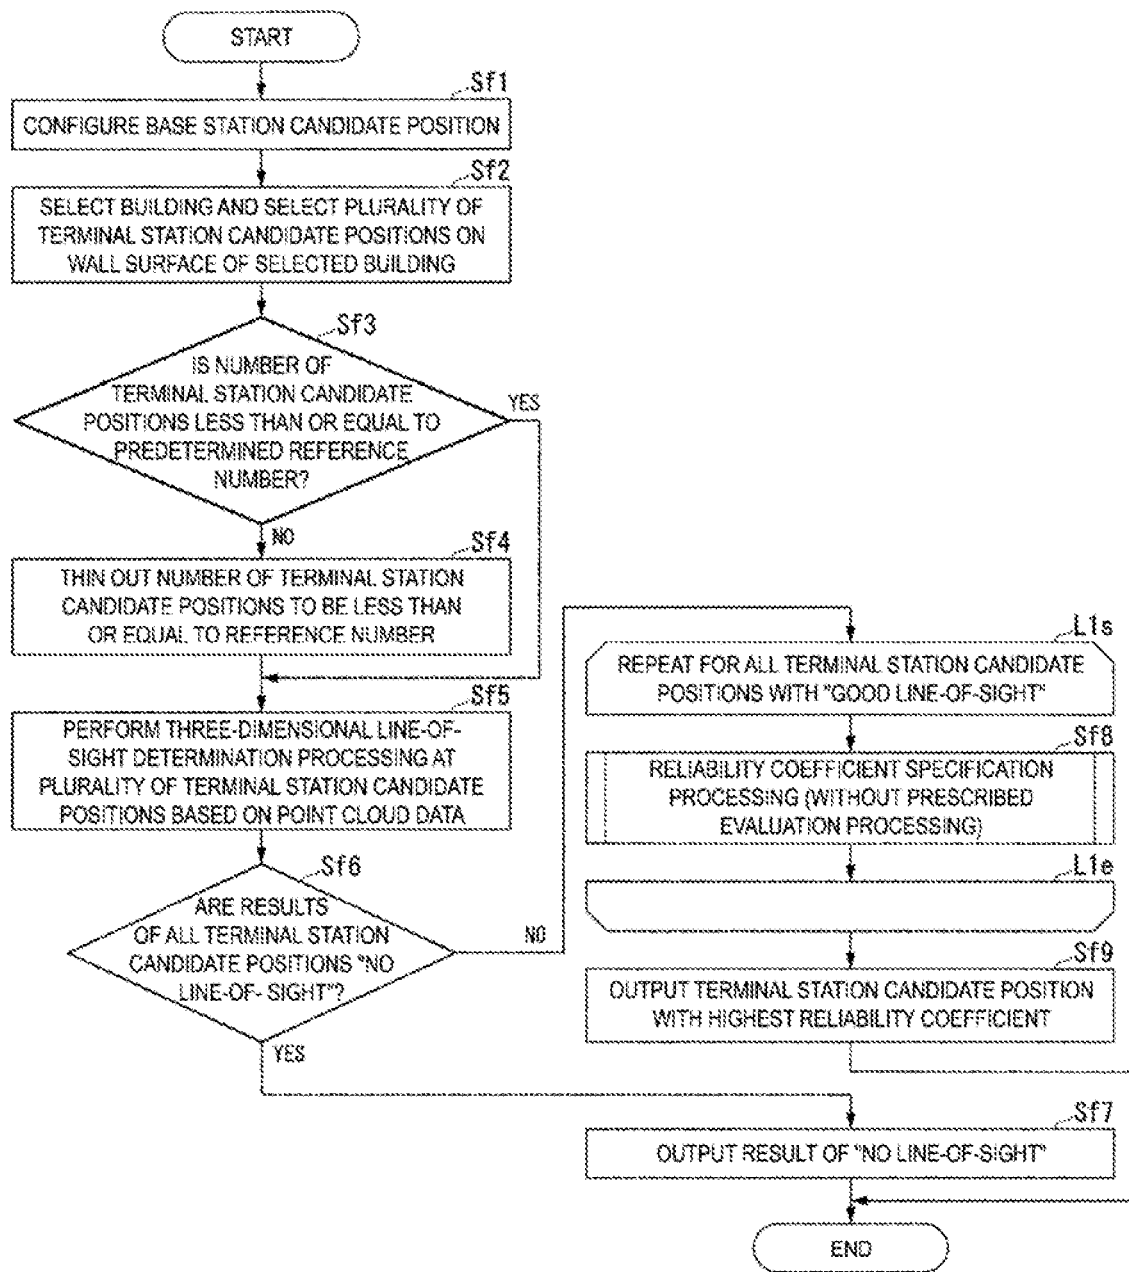 START
Sf1
CONFIGURE BASE STATION CANDIDATE POSITION
Sf2
SELECT BUILDING AND SELECT PLURALITY OF
TERMINAL STATION CANDIDATE POSITIONS ON
WALL SURFACE OF SELECTED BUILDING
Sf3
IS NUMBER OF
TERMINAL STATION CANDIDATE
POSITIONS LESS THAN OR EQUAL TO
PREDETERMINED REFERENCE
NUMBER?
YES
NO
Sf4
THIN OUT NUMBER OF TERMINAL STATION
CANDIDATE POSITIONS TO BE LESS THAN
OR EQUAL TO REFERENCE NUMBER
Sf5
PERFORM THREE-DIMENSIONAL LINE-OF-
SIGHT DETERMINATION PROCESSING AT
PLURALITY OF TERMINAL STATION CANDIDATE
POSITIONS BASED ON POINT CLOUD DATA
Sf6
ARE RESULTS
OF ALL TERMINAL STATION
CANDIDATE POSITIONS "NO
LINE-OF- SIGHT"?
NO
YES
L1s
REPEAT FOR ALL TERMINAL STATION CANDIDATE
POSITIONS WITH "GOOD LINE-OF-SIGHT"
Sf8
RELIABILITY COEFFICIENT SPECIFICATION
PROCESSING (WITHOUT PRESCRIBED
EVALUATION PROCESSING)
L1e
Sf9
OUTPUT TERMINAL STATION CANDIDATE POSITION
WITH HIGHEST RELIABILITY COEFFICIENT
Sf7
OUTPUT RESULT OF "NO LINE-OF-SIGHT"
END